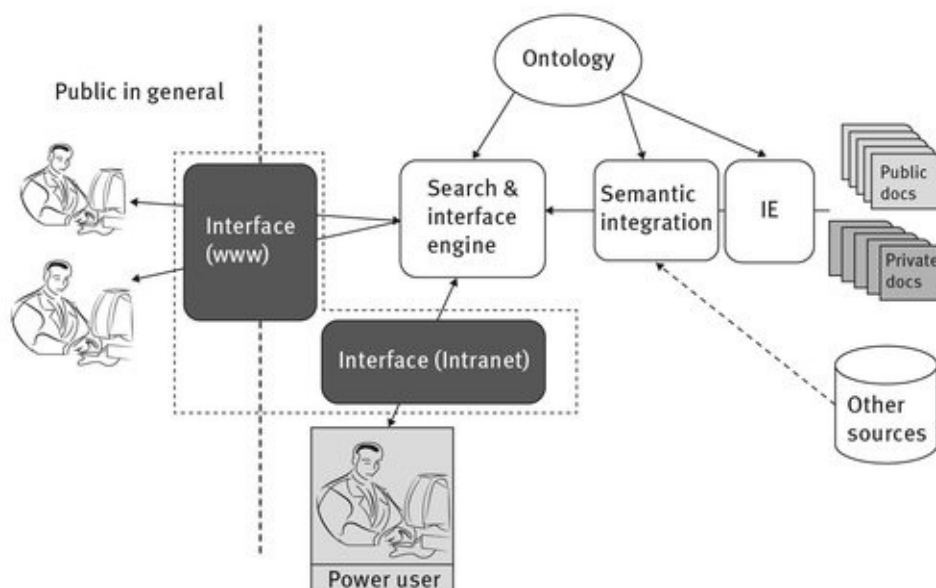 Ontology
Public in general
Interface
(www)
Search &
interface
engine
Semantic
integration
IE
Public
docs
Private
docs
Interface (Intranet)
Other
sources
Power user